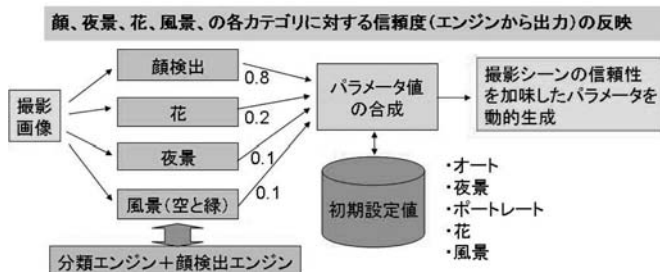 顔、夜景、花、風景、の各カテゴリに対する信頼度(エンジンから出力)の反映
撮影
画像
顔検出
花
夜景
風景(空と緑)
0.8
0.2
0.1
0.1
パラメータ値
の合成
撮影シーンの信頼性
を加味したパラメータを
動的生成
初期設定値
・オート
・夜景
・ポートレート
・花
・風景
分類エンジン+顔検出エンジン